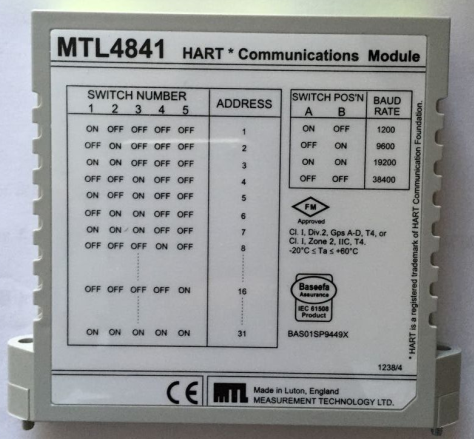 MTL4841 HART * Communications Module
SWITCH NUMBER
1 2 3 4 5 ADDRESS
ON OFF OFF OFF OFF 1
OFF ON OFF OFF OFF 2
ON ON OFF OFF OFF 3
OFF OFF ON OFF OFF 4
ON OFF ON OFF OFF 5
OFF ON ON OFF OFF 6
ON ON ON OFF OFF 7
OFF OFF OFF ON OFF 8
OFF OFF OFF OFF ON 16
ON ON ON ON ON 31
SWITCH POS'N BAUD
A B RATE
ON OFF 1200
OFF ON 9600
ON ON 19200
OFF OFF 38400
FM
Approved
Cl. I, Div.2, Gps A-D, T4, or
Cl. I, Zone 2, IIC, T4.
-20°C ≤ Ta ≤ +60°C
Baseefa
Assurance
IEC 61508
Product
BAS01SP9449X
* HART is a registered trademark of HART Communication Foundation.
1238/4
CE MTL Made in Luton, England
MEASUREMENT TECHNOLOGY LTD.